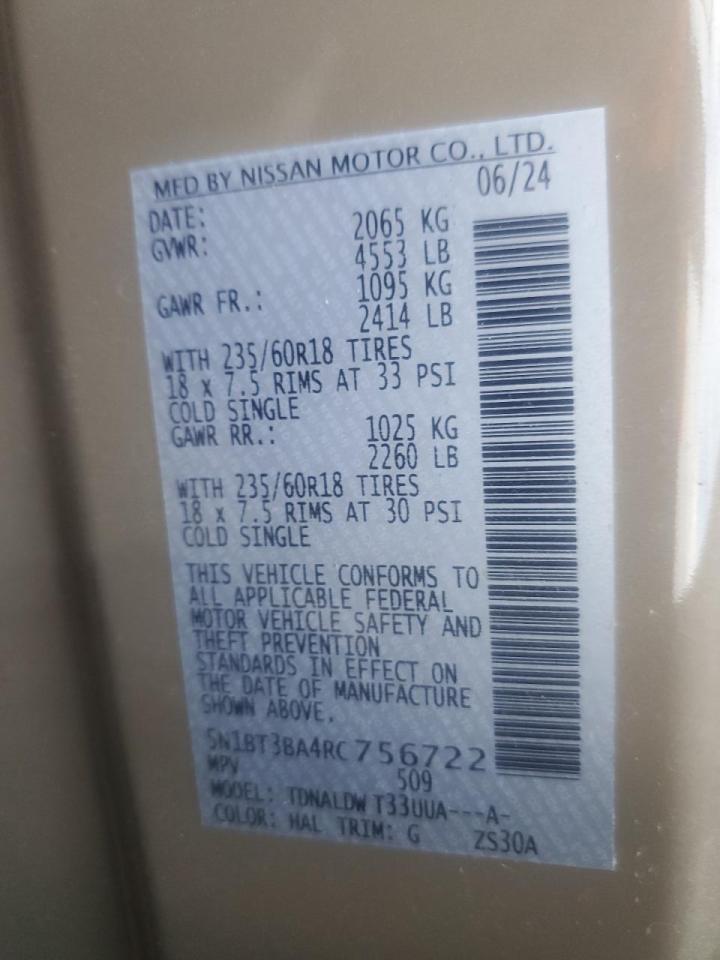 MFD BY NISSAN MOTOR CO., LTD.
DATE: 06/24
GVWR: 2065 KG
4553 LB
GAWR FR.: 1095 KG
2414 LB
WITH 235/60R18 TIRES
18 x 7.5 RIMS AT 33 PSI
COLD SINGLE
GAWR RR.: 1025 KG
2260 LB
WITH 235/60R18 TIRES
18 x 7.5 RIMS AT 30 PSI
COLD SINGLE
THIS VEHICLE CONFORMS TO
ALL APPLICABLE FEDERAL
MOTOR VEHICLE SAFETY AND
THEFT PREVENTION
STANDARDS IN EFFECT ON
THE DATE OF MANUFACTURE
SHOWN ABOVE.
5N1BT3BA4RC756722
MPV 509
MODEL: TDNALDW T33UUA---A-
COLOR: HAL TRIM: G ZS30A